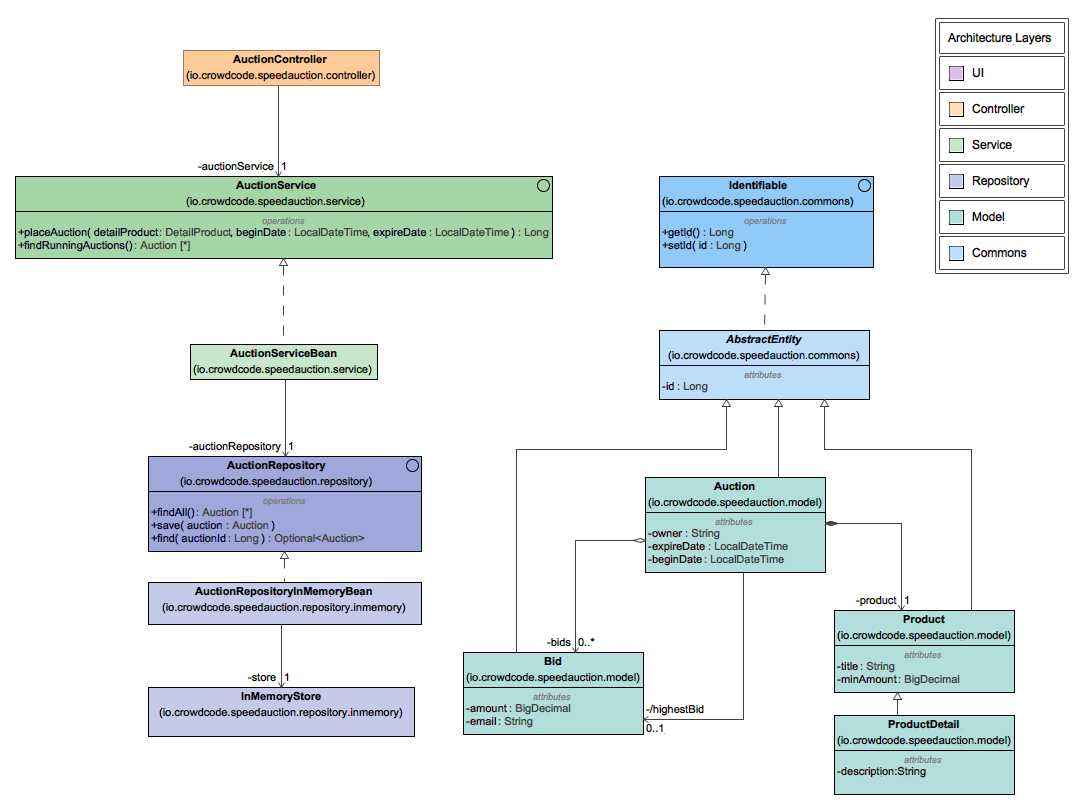 AuctionController
(io.crowdcode.speedauction.controller)
-auctionService 1
AuctionService
(io.crowdcode.speedauction.service)
operations
+placeAuction( detailProduct : DetailProduct, beginDate : LocalDateTime, expireDate : LocalDateTime ) : Long
+findRunningAuctions() : Auction [*]
AuctionServiceBean
(io.crowdcode.speedauction.service)
-auctionRepository 1
AuctionRepository
(io.crowdcode.speedauction.repository)
operations
+findAll() : Auction [*]
+save( auction : Auction )
+find( auctionId : Long ) : Optional<Auction>
AuctionRepositoryInMemoryBean
(io.crowdcode.speedauction.repository.inmemory)
-store 1
InMemoryStore
(io.crowdcode.speedauction.repository.inmemory)
Identifiable
(io.crowdcode.speedauction.commons)
operations
+getId() : Long
+setId( id : Long )
AbstractEntity
(io.crowdcode.speedauction.commons)
attributes
-id : Long
Auction
(io.crowdcode.speedauction.model)
attributes
-owner : String
-expireDate : LocalDateTime
-beginDate : LocalDateTime
-bids 0..*
Bid
(io.crowdcode.speedauction.model)
attributes
-amount : BigDecimal
-email : String
-/highestBid
0..1
-product 1
Product
(io.crowdcode.speedauction.model)
attributes
-title : String
-minAmount : BigDecimal
ProductDetail
(io.crowdcode.speedauction.model)
attributes
-description:String
Architecture Layers
UI
Controller
Service
Repository
Model
Commons